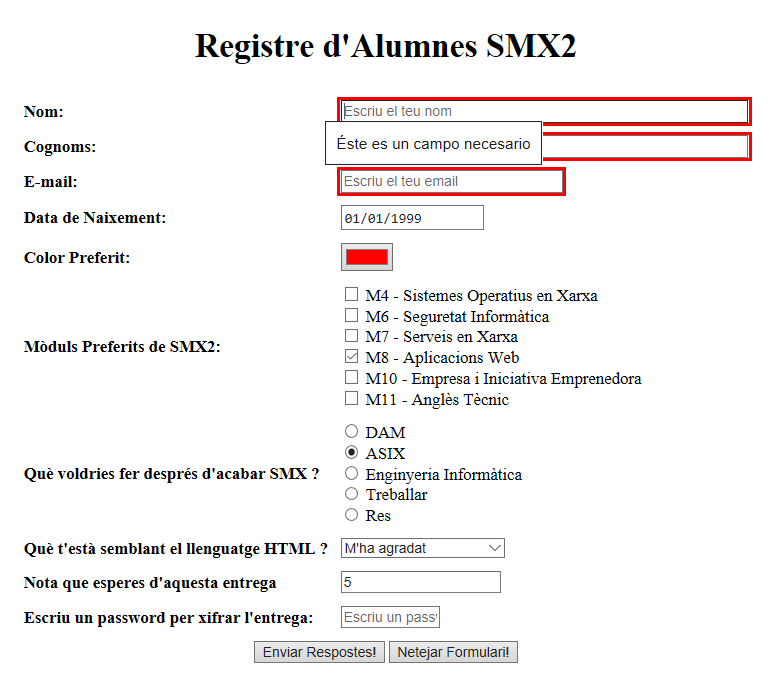 Registre d'Alumnes SMX2
Nom: Escriu el teu nom
Éste es un campo necesario
Cognoms:
E-mail: Escriu el teu email
Data de Naixement: 01/01/1999
Color Preferit:
Mòduls Preferits de SMX2:
M4 - Sistemes Operatius en Xarxa
M6 - Seguretat Informàtica
M7 - Serveis en Xarxa
M8 - Aplicacions Web
M10 - Empresa i Iniciativa Emprenedora
M11 - Anglès Tècnic
Què voldries fer després d'acabar SMX ?
DAM
ASIX
Enginyeria Informàtica
Treballar
Res
Què t'està semblant el llenguatge HTML ? M'ha agradat
Nota que esperes d'aquesta entrega 5
Escriu un password per xifrar l'entrega: Escriu un passw
Enviar Respostes! Netejar Formulari!